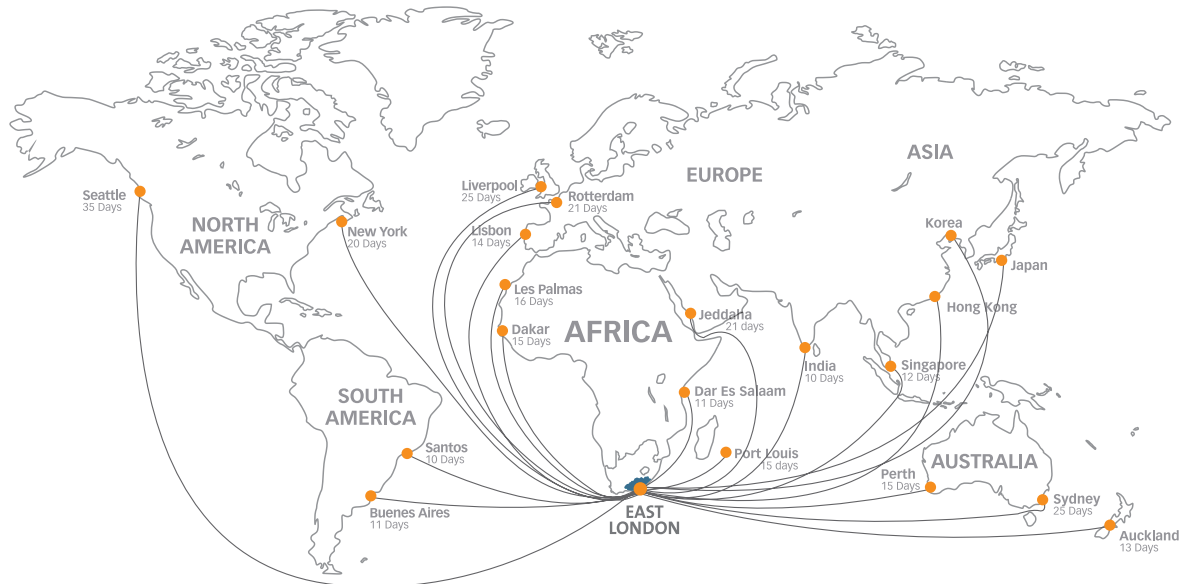 ASIA
EUROPE
Liverpool
25 Days
Rotterdam
21 Days
Seattle
35 Days
NORTH
AMERICA
New York
20 Days
Lisbon
14 Days
Korea
Japan
Les Palmas
16 Days
Hong Kong
Jeddaha
21 days
Dakar
15 Days
AFRICA
India
10 Days
Singapore
12 Days
Dar Es Salaam
11 Days
SOUTH
AMERICA
Santos
10 Days
Port Louis
15 days
AUSTRALIA
Perth
15 Days
Sydney
25 Days
Buenes Aires
11 Days
EAST
LONDON
Auckland
13 Days